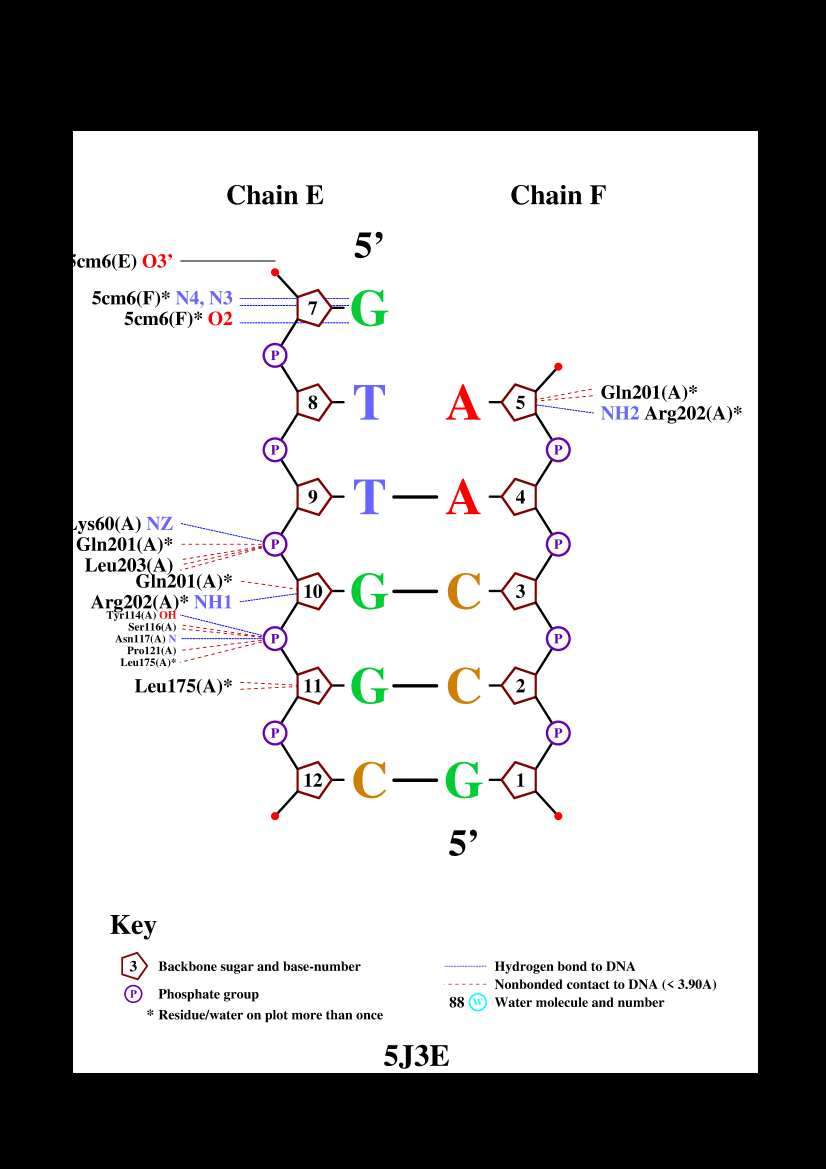 Chain E Chain F
5’
5cm6(E) O3’
5cm6(F)* N4, N3
5cm6(F)* O2
7 G
P
8 T A 5
Gln201(A)*
NH2 Arg202(A)*
P P
9 T A 4
Lys60(A) NZ
Gln201(A)*
Leu203(A)
P P
Gln201(A)*
Arg202(A)* NH1
10 G C 3
Tyr114(A) OH
Ser116(A)
Asn117(A) N
Pro121(A)
Leu175(A)*
P P
Leu175(A)*
11 G C 2
P P
12 C G 1
5’
Key
3 Backbone sugar and base-number
P Phosphate group
* Residue/water on plot more than once
Hydrogen bond to DNA
Nonbonded contact to DNA (< 3.90A)
88 W Water molecule and number
5J3E